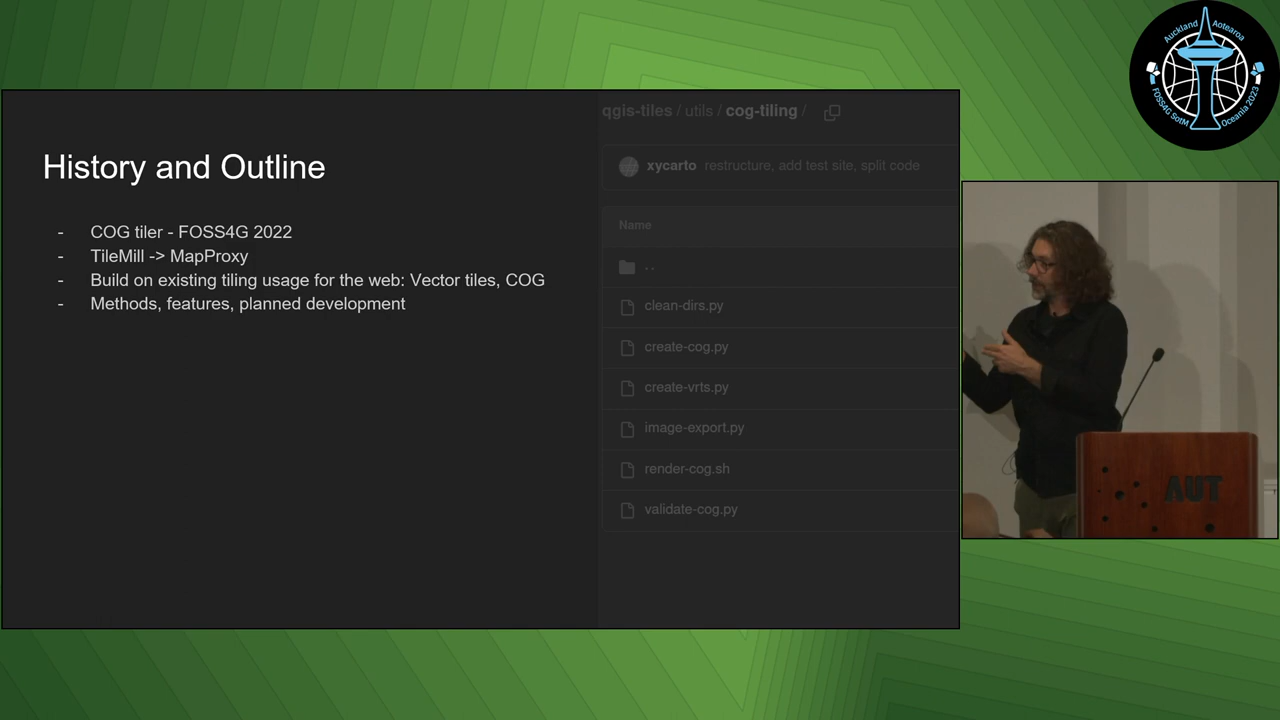 History and Outline
- COG tiler - FOSS4G 2022
- TileMill -> MapProxy
- Build on existing tiling usage for the web: Vector tiles, COG
- Methods, features, planned development
qgis-tiles / utils / cog-tiling /
xycarto restructure, add test site, split code
Name
..
clean-dirs.py
create-cog.py
create-vrts.py
image-export.py
render-cog.sh
validate-cog.py
Auckland Aotearoa
FOSS4G SotM Oceania 2023
AUT